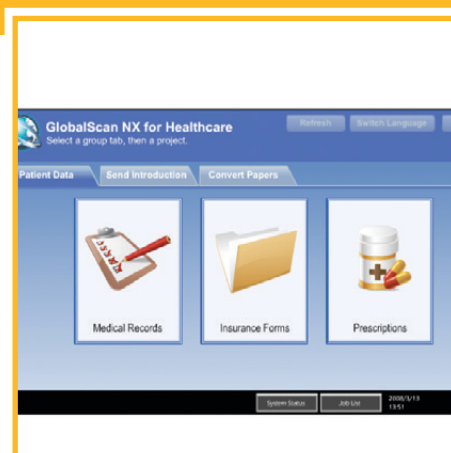 GlobalScan NX for Healthcare
Select a group tab, then a project.
Refresh
Switch Language
Patient Data
Send Introduction
Convert Papers
Medical Records
Insurance Forms
Prescriptions
System Status
Job List
2008/3/13
13:51